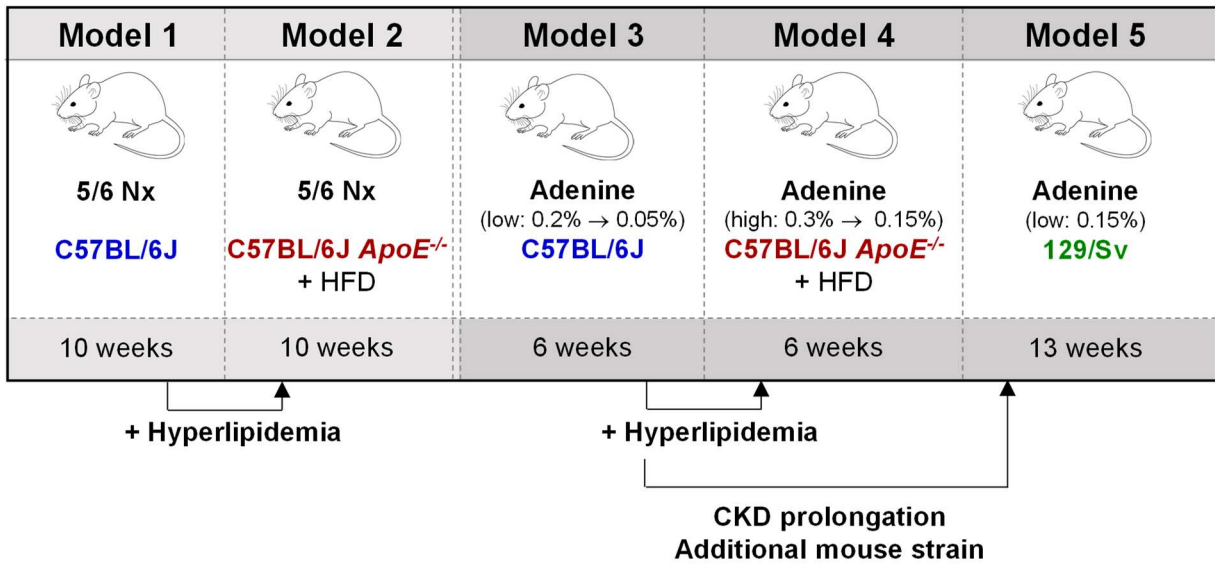 Model 1
Model 2
Model 3
Model 4
Model 5
5/6 Nx
C57BL/6J
5/6 Nx
C57BL/6J ApoE-/-
+ HFD
Adenine
(low: 0.2% → 0.05%)
C57BL/6J
Adenine
(high: 0.3% → 0.15%)
C57BL/6J ApoE-/-
+ HFD
Adenine
(low: 0.15%)
129/Sv
10 weeks
10 weeks
6 weeks
6 weeks
13 weeks
+ Hyperlipidemia
+ Hyperlipidemia
CKD prolongation
Additional mouse strain